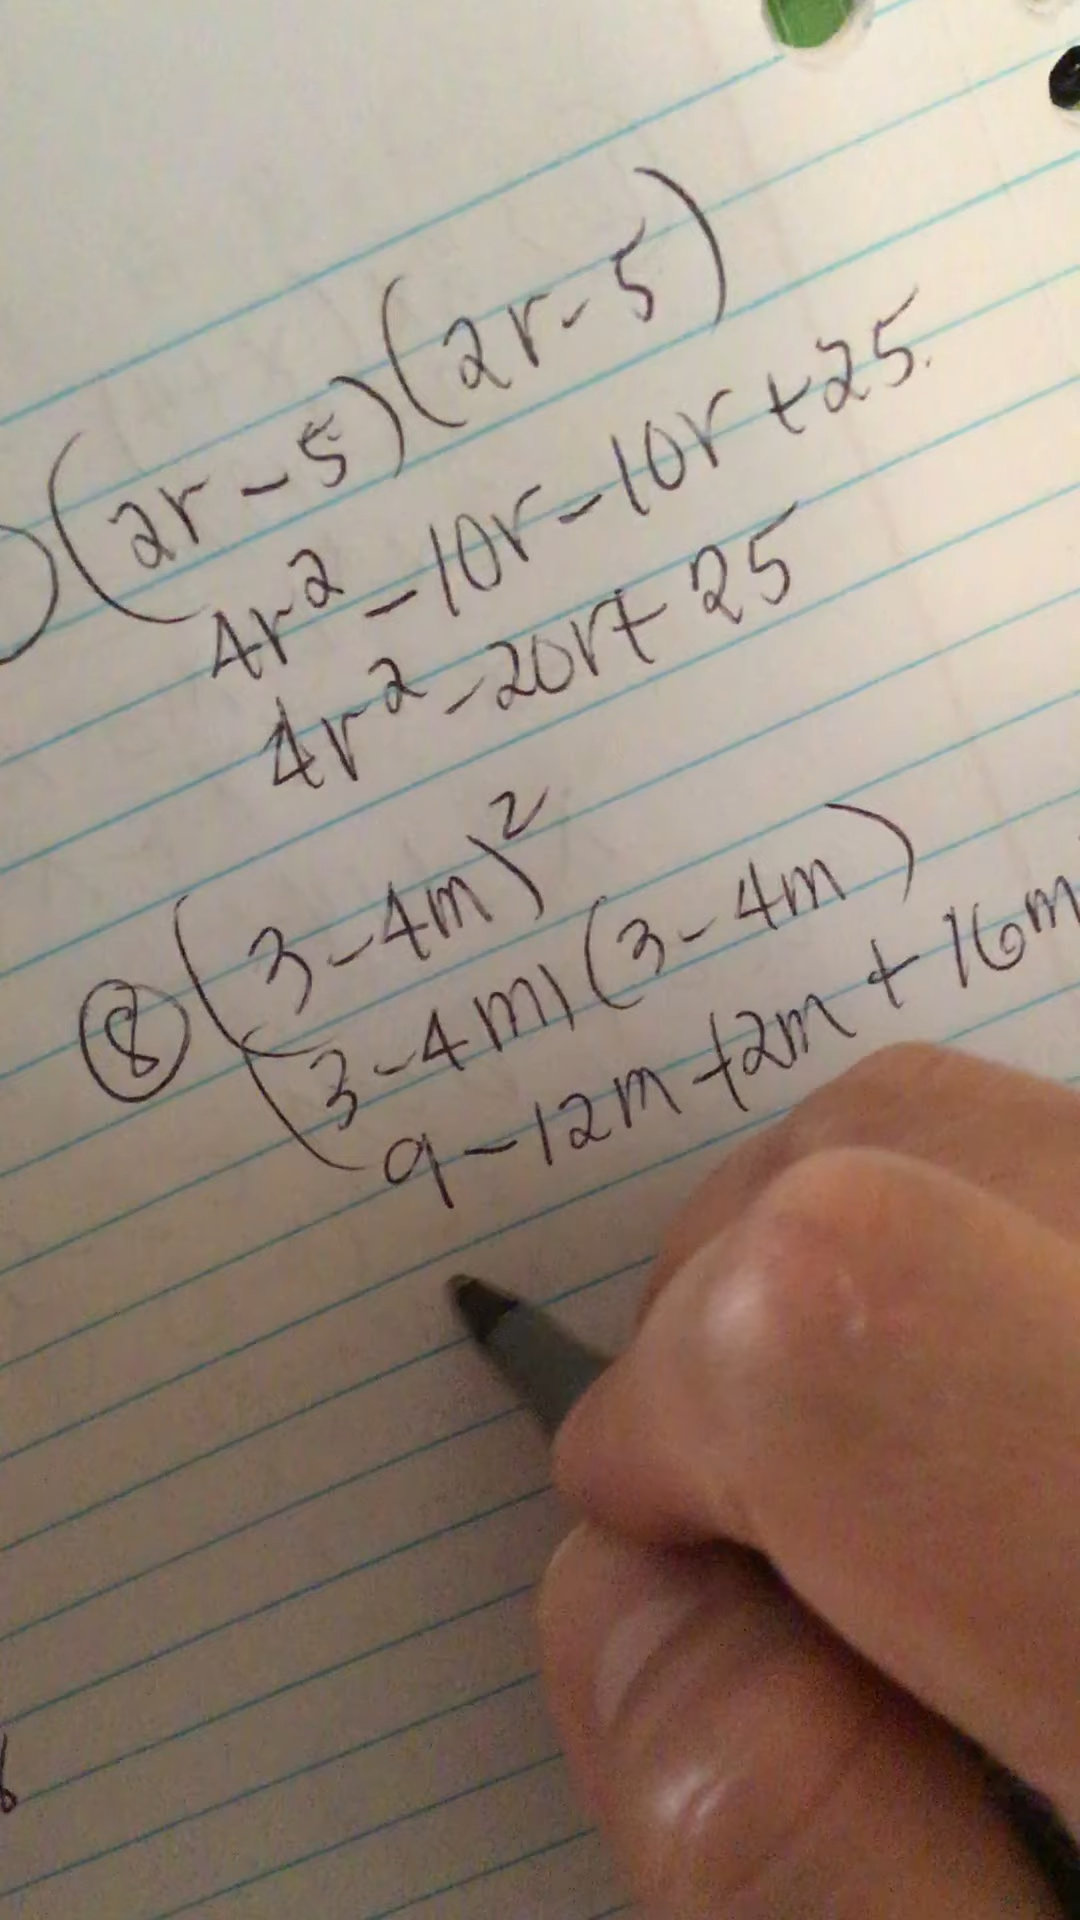 (2r-5)(2r-5)
4r²-10r-10r+25.
4r²-20r+25
⑧ (3-4m)²
(3-4m)(3-4m)
9-12m-12m+16m